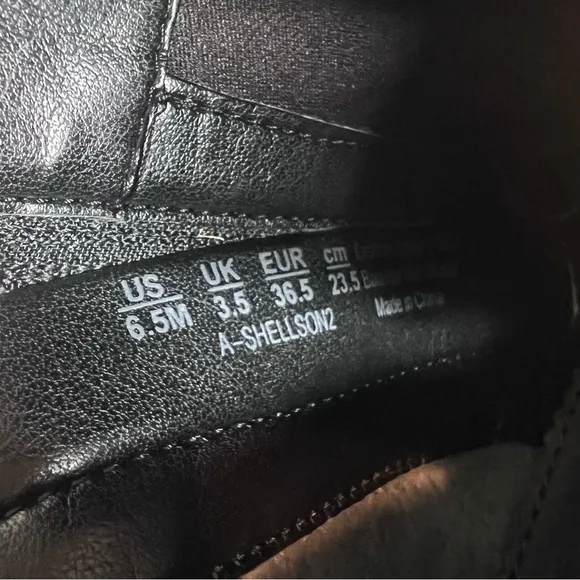 US UK EUR cm
6.5M 3.5 36.5 23.5
A-SHELLSON2
Made in China